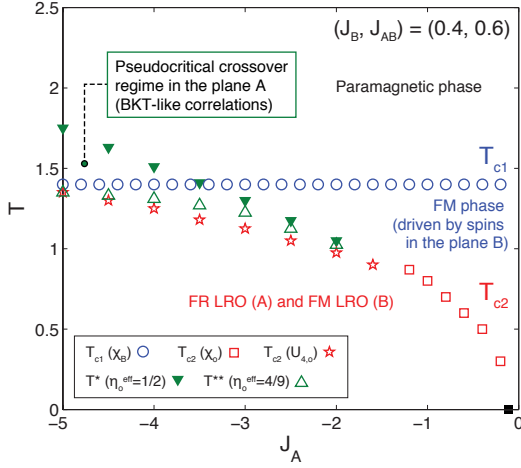 (J_B, J_AB) = (0.4, 0.6)
Pseudocritical crossover
regime in the plane A
(BKT-like correlations)
Paramagnetic phase
T_c1
FM phase
(driven by spins
in the plane B)
T_c2
FR LRO (A) and FM LRO (B)
T_c1 (χ_B) T_c2 (χ_o) T_c2 (U_4,o)
T* (η_o^eff=1/2) T** (η_o^eff=4/9)
2.5
2
1.5
1
0.5
0
T
-5 -4 -3 -2 -1 0
J_A